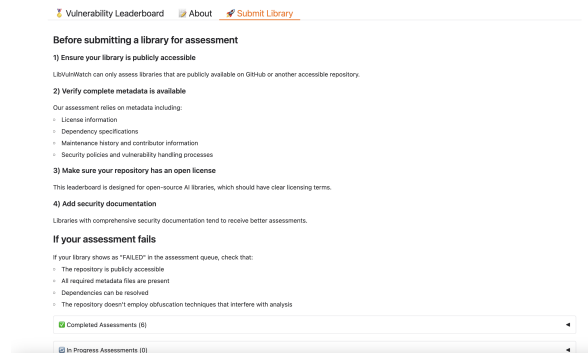 Vulnerability Leaderboard About Submit Library
Before submitting a library for assessment
1) Ensure your library is publicly accessible
LibVulnWatch can only assess libraries that are publicly available on GitHub or another accessible repository.
2) Verify complete metadata is available
Our assessment relies on metadata including:
License information
Dependency specifications
Maintenance history and contributor information
Security policies and vulnerability handling processes
3) Make sure your repository has an open license
This leaderboard is designed for open-source AI libraries, which should have clear licensing terms.
4) Add security documentation
Libraries with comprehensive security documentation tend to receive better assessments.
If your assessment fails
If your library shows as "FAILED" in the assessment queue, check that:
The repository is publicly accessible
All required metadata files are present
Dependencies can be resolved
The repository doesn't employ obfuscation techniques that interfere with analysis
Completed Assessments (6)
In Progress Assessments (0)